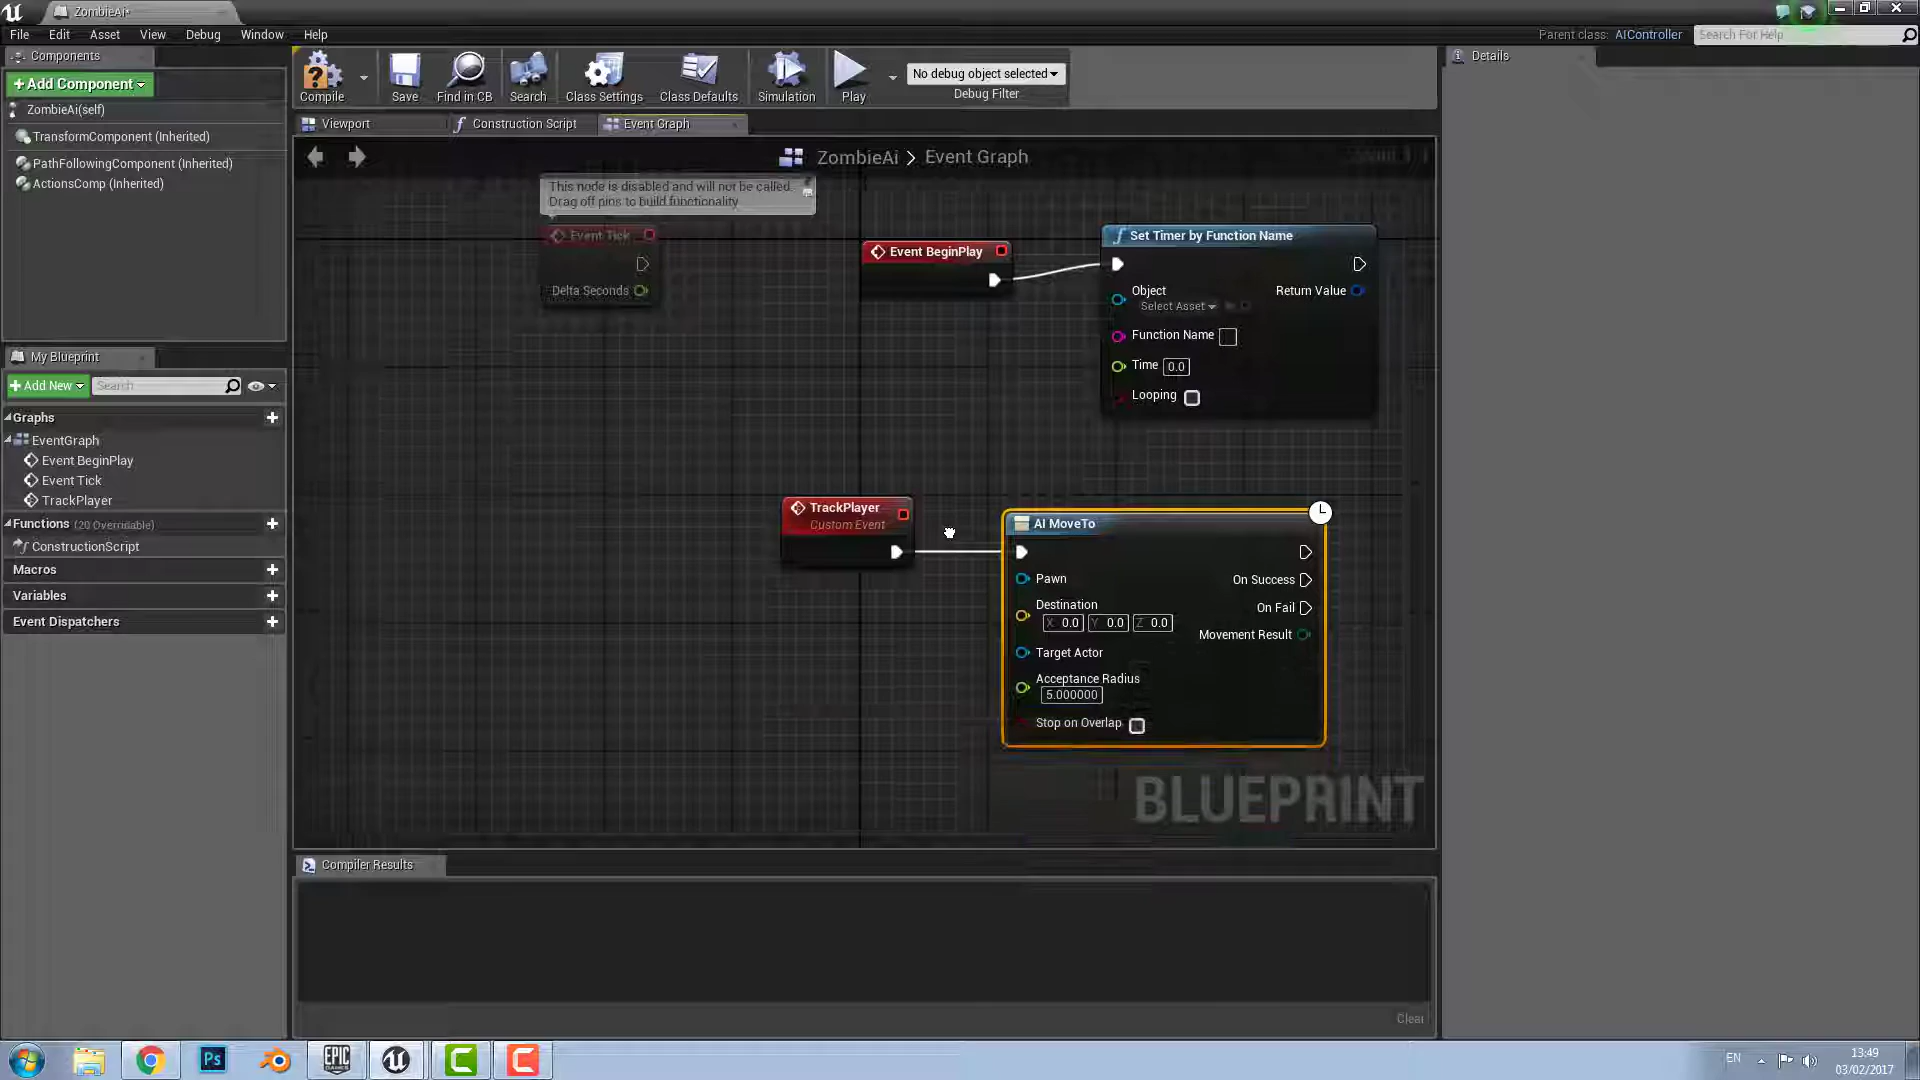 ZombieAi*
File Edit Asset View Debug Window Help
Parent class: AIController Search For Help
Components
+Add Component
ZombieAi(self)
TransformComponent (Inherited)
PathFollowingComponent (Inherited)
ActionsComp (Inherited)
Compile Save Find in CB Search Class Settings Class Defaults Simulation Play
No debug object selected
Debug Filter
Details
Viewport Construction Script Event Graph
ZombieAi > Event Graph
This node is disabled and will not be called.
Drag off pins to build functionality
Event Tick
Delta Seconds
Event BeginPlay
Set Timer by Function Name
Object
Select Asset
Return Value
Function Name
Time 0.0
Looping
My Blueprint
+Add New Search
Graphs
EventGraph
Event BeginPlay
Event Tick
TrackPlayer
Functions (20 Overridable)
ConstructionScript
Macros
Variables
Event Dispatchers
TrackPlayer
Custom Event
AI MoveTo
Pawn
On Success
Destination
On Fail
X 0.0 Y 0.0 Z 0.0
Movement Result
Target Actor
Acceptance Radius
5.000000
Stop on Overlap
BLUEPRINT
Compiler Results
Clear
Ps
EPIC
GAMES
EN
13:49
03/02/2017